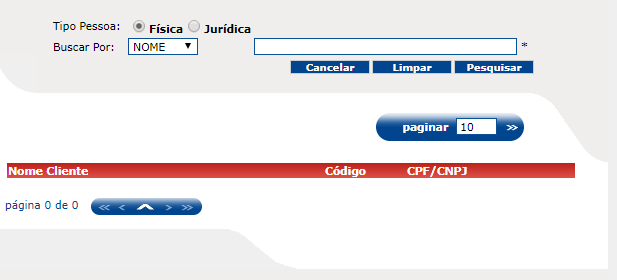 Tipo Pessoa: Física Jurídica
Buscar Por: NOME *
Cancelar Limpar Pesquisar
paginar 10 >>
Nome Cliente Código CPF/CNPJ
página 0 de 0 << < > >>